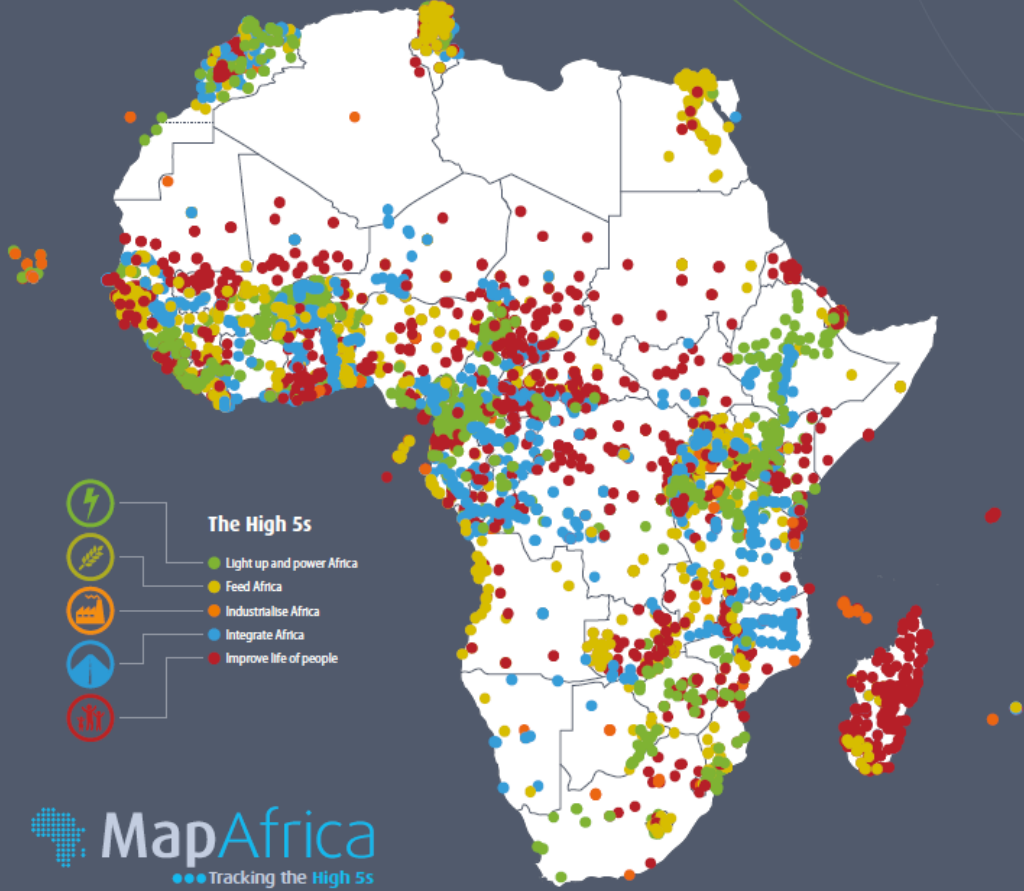 The High 5s
Light up and power Africa
Feed Africa
Industrialise Africa
Integrate Africa
Improve life of people
MapAfrica
Tracking the High 5s